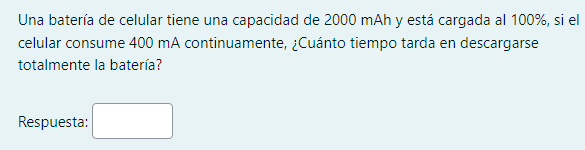 Una batería de celular tiene una capacidad de 2000 mAh y está cargada al 100%, si el
celular consume 400 mA continuamente, ¿Cuánto tiempo tarda en descargarse
totalmente la batería?
Respuesta: